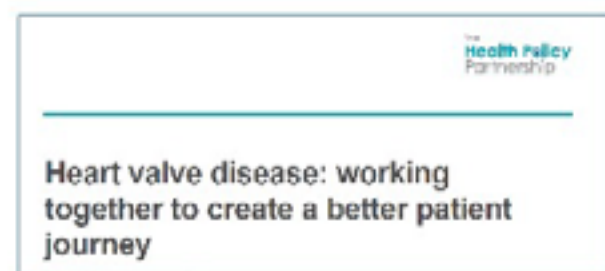 The
Health Policy
Partnership
Heart valve disease: working
together to create a better patient
journey